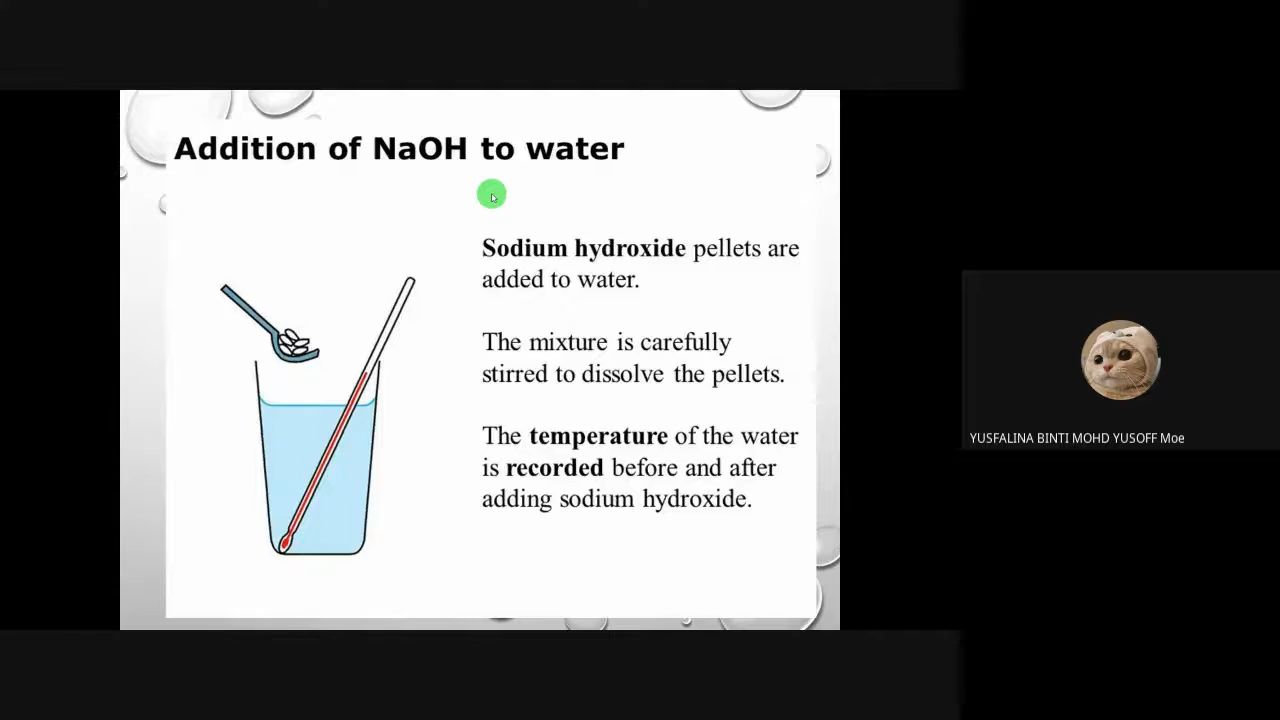 Addition of NaOH to water
Sodium hydroxide pellets are
added to water.
The mixture is carefully
stirred to dissolve the pellets.
The temperature of the water
is recorded before and after
adding sodium hydroxide.
YUSFALINA BINTI MOHD YUSOFF Moe